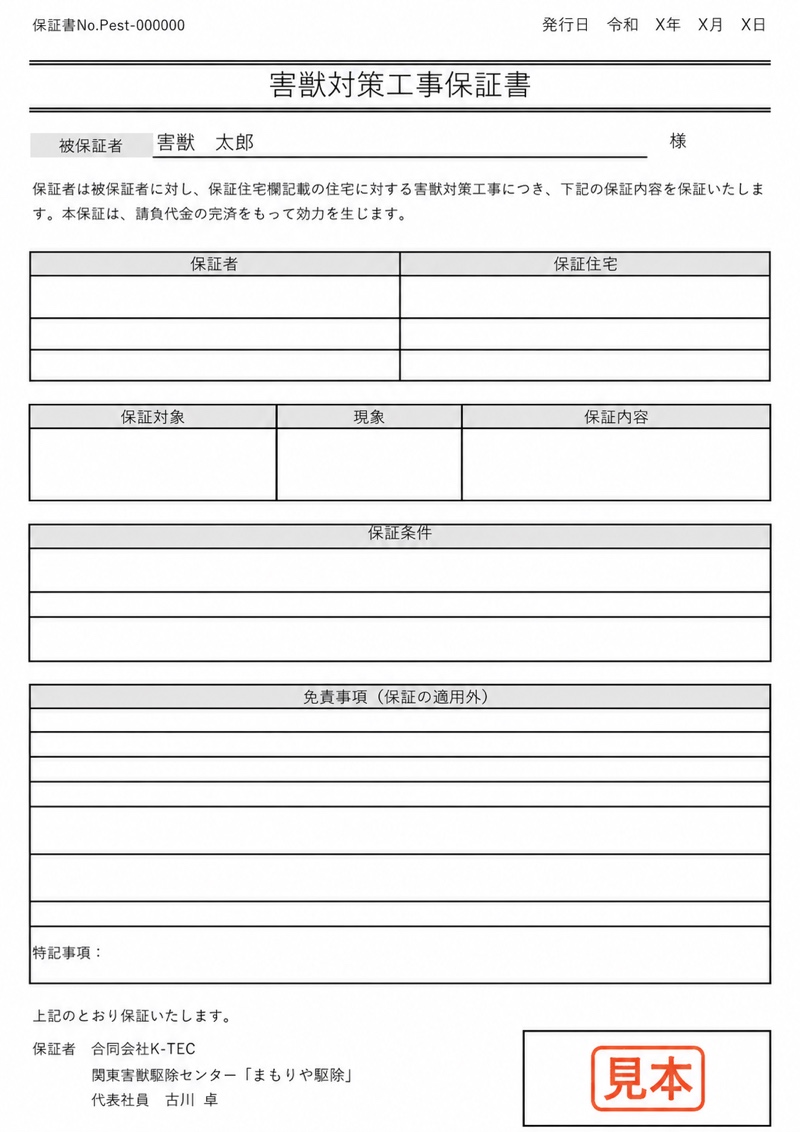 保証書No.Pest-000000
発行日　令和　X年　X月　X日
害獣対策工事保証書
被保証者　害獣　太郎　様
保証者は被保証者に対し、保証住宅欄記載の住宅に対する害獣対策工事につき、下記の保証内容を保証いたしま
す。本保証は、請負代金の完済をもって効力を生じます。
保証者　保証住宅
保証対象　現象　保証内容
保証条件
免責事項（保証の適用外）
特記事項：
上記のとおり保証いたします。
保証者　合同会社K-TEC
関東害獣駆除センター「まもりや駆除」
代表社員　古川 卓
見本